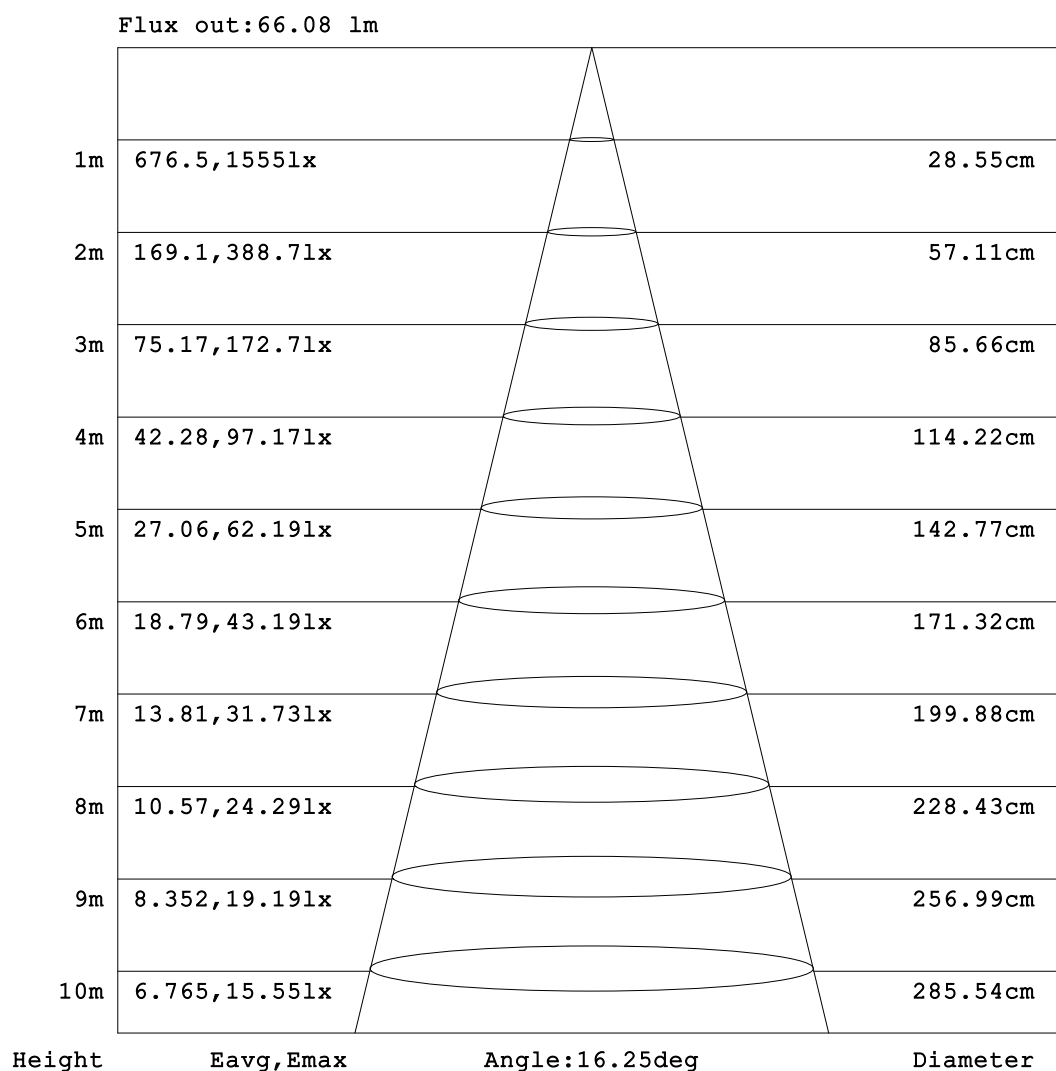 Flux out:66.08 lm
1m 676.5,1555lx 28.55cm
2m 169.1,388.7lx 57.11cm
3m 75.17,172.7lx 85.66cm
4m 42.28,97.17lx 114.22cm
5m 27.06,62.19lx 142.77cm
6m 18.79,43.19lx 171.32cm
7m 13.81,31.73lx 199.88cm
8m 10.57,24.29lx 228.43cm
9m 8.352,19.19lx 256.99cm
10m 6.765,15.55lx 285.54cm
Height Eavg,Emax Angle:16.25deg Diameter